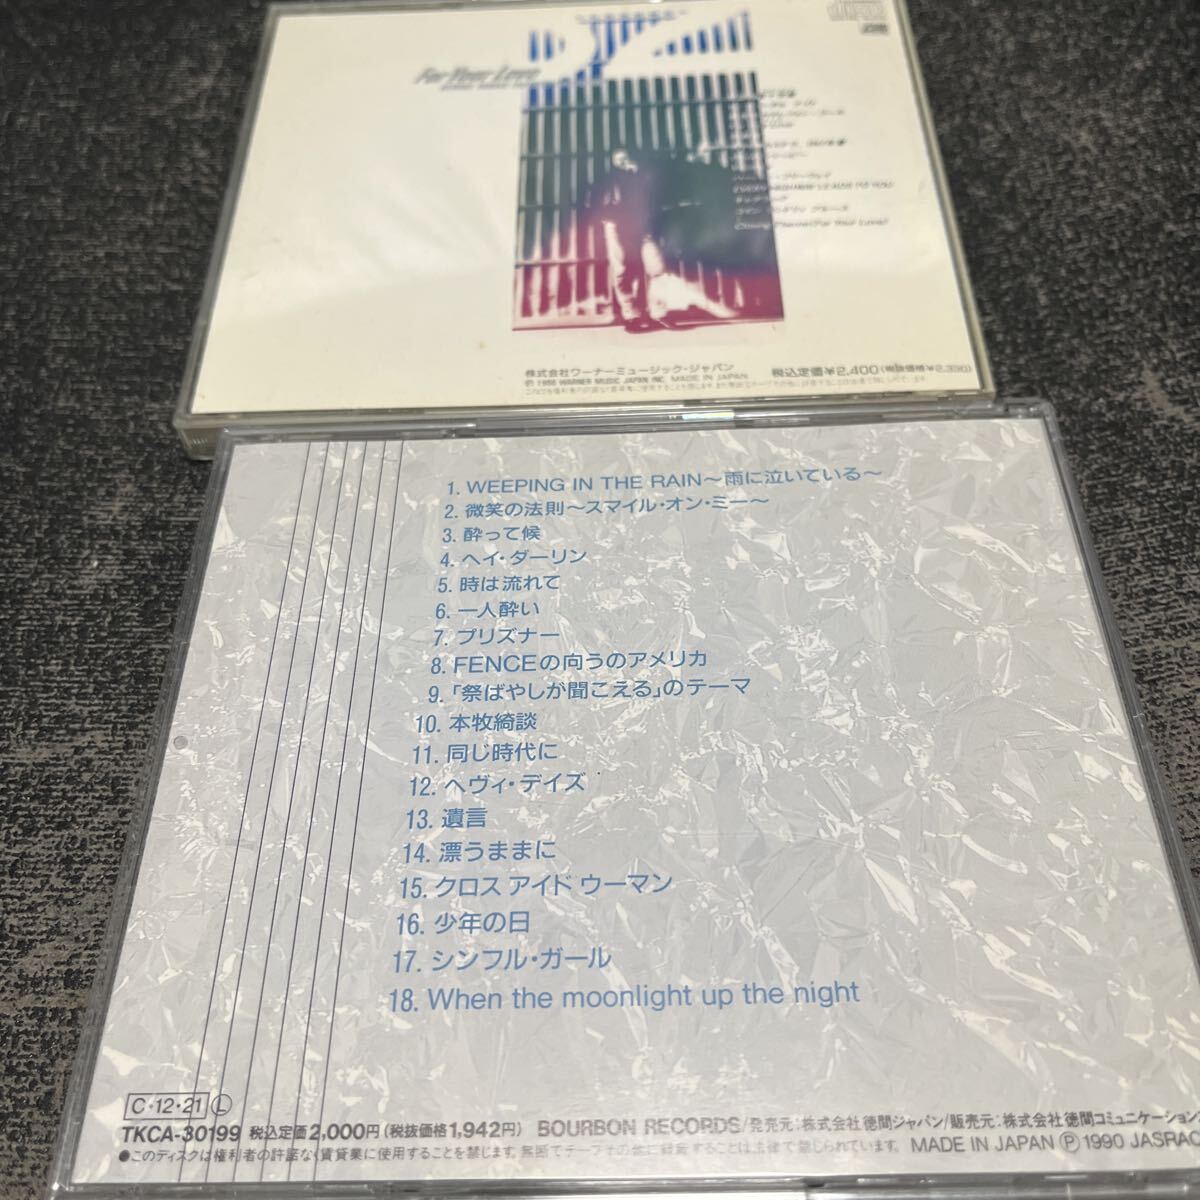 For Your Love
EVERYWHERE LEADS TO YOU
Closing Theme(For Your Love)
株式会社ワーナーミュージック・ジャパン
税込定価¥2,400(税抜価格¥2,330)
MADE IN JAPAN
1. WEEPING IN THE RAIN～雨に泣いている～
2. 微笑の法則～スマイル・オン・ミー～
3. 酔って候
4. ヘイ・ダーリン
5. 時は流れて
6. 一人酔い
7. プリズナー
8. FENCEの向うのアメリカ
9. 「祭ばやしが聞こえる」のテーマ
10. 本牧綺談
11. 同じ時代に
12. ヘヴィ・デイズ
13. 遺言
14. 漂うままに
15. クロス アイド ウーマン
16. 少年の日
17. シンフル・ガール
18. When the moonlight up the night
C・12・21 Ⓛ
TKCA-30199 税込定価2,000円(税抜価格1,942円) BOURBON RECORDS/発売元:株式会社徳間ジャパン/販売元:株式会社徳間コミュニケーション
●このディスクは権利者の許諾なく賃貸業に使用することを禁じます。無断でテープその他に録音することは法律で禁じられています。 MADE IN JAPAN Ⓟ 1990 JASRAC